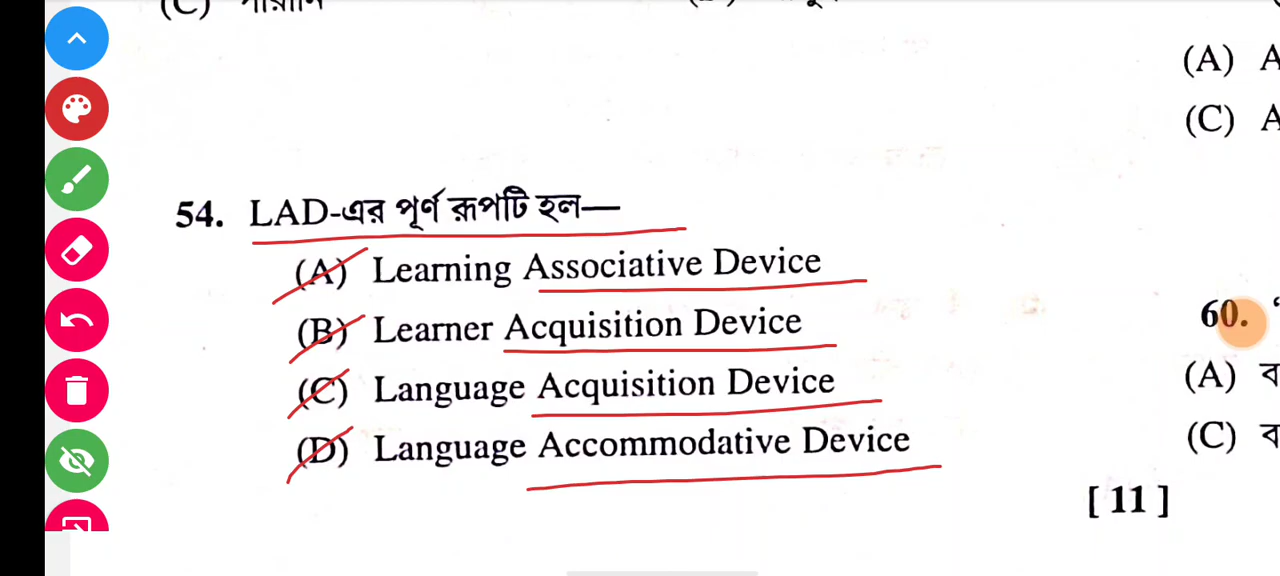 (C)
(A) A
(C) A
54. LAD-এর পূর্ণ রূপটি হল—
(A) Learning Associative Device
(B) Learner Acquisition Device
(C) Language Acquisition Device
(D) Language Accommodative Device
60. ‘
(A) ব
(C) ব
[ 11 ]